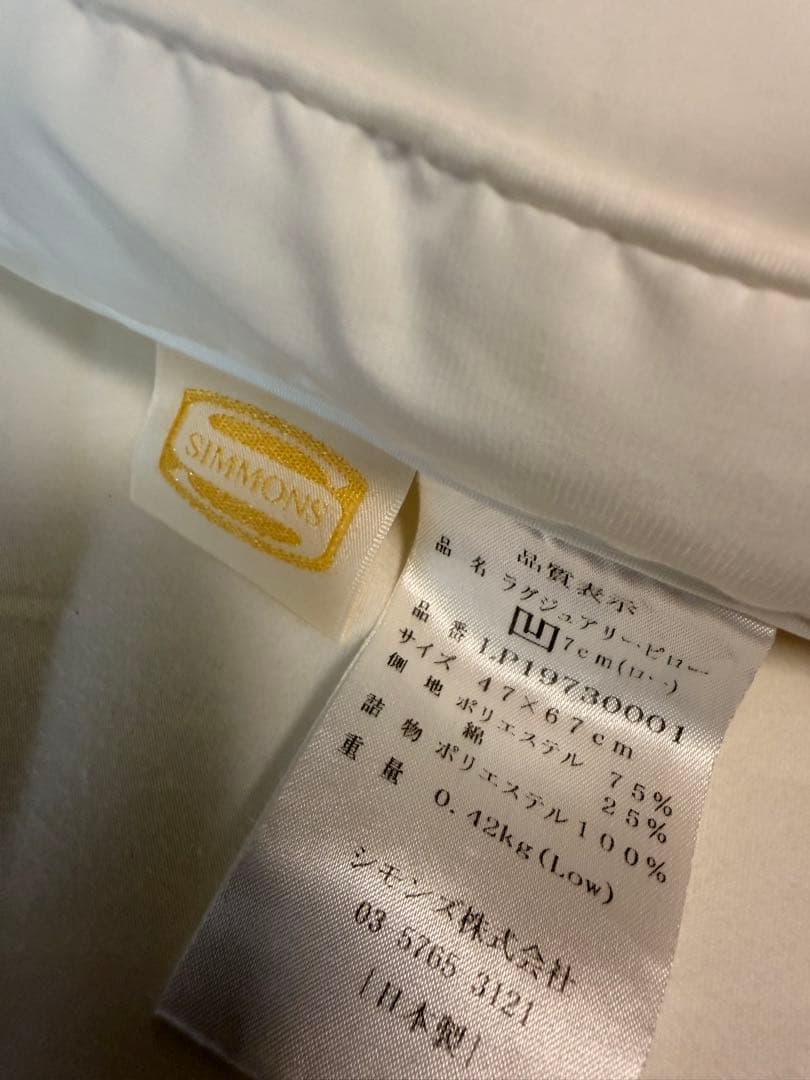 SIMMONS
品質表示
品名 ラグジュアリーピロー
凹 7cm(ロー)
品番 LP19730001
サイズ 47×67cm
側地 ポリエステル 75%
綿 25%
詰物 ポリエステル100%
重量 0.42kg(Low)
シモンズ株式会社
03 5765 3121
「日本製」